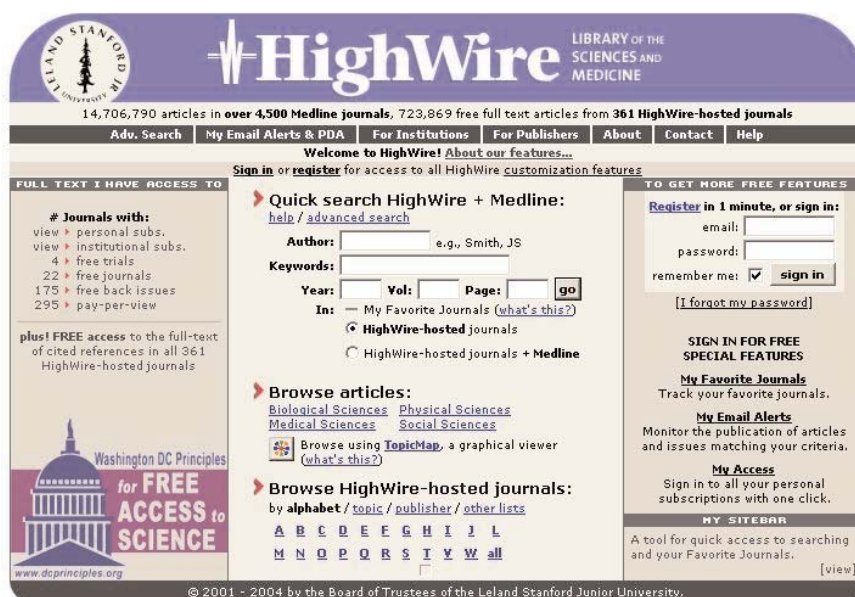 LELAND STANFORD JR UNIVERSITY
HighWire
LIBRARY OF THE
SCIENCES AND
MEDICINE
14,706,790 articles in over 4,500 Medline journals, 723,869 free full text articles from 361 HighWire-hosted journals
Adv. Search | My Email Alerts & PDA | For Institutions | For Publishers | About | Contact | Help
Welcome to HighWire! About our features...
Sign in or register for access to all HighWire customization features
FULL TEXT I HAVE ACCESS TO
# Journals with:
view personal subs.
view institutional subs.
4 free trials
22 free journals
175 free back issues
295 pay-per-view
plus! FREE access to the full-text
of cited references in all 361
HighWire-hosted journals
Washington DC Principles
for FREE
ACCESS to
SCIENCE
www.dcprinciples.org
Quick search HighWire + Medline:
help / advanced search
Author: e.g., Smith, JS
Keywords:
Year: Vol: Page: go
In: — My Favorite Journals (what's this?)
HighWire-hosted journals
HighWire-hosted journals + Medline
Browse articles:
Biological Sciences Physical Sciences
Medical Sciences Social Sciences
Browse using TopicMap, a graphical viewer
(what's this?)
Browse HighWire-hosted journals:
by alphabet / topic / publisher / other lists
A B C D E F G H I J L
M N O P Q R S T V W all
TO GET MORE FREE FEATURES
Register in 1 minute, or sign in:
email:
password:
remember me: sign in
[I forgot my password]
SIGN IN FOR FREE
SPECIAL FEATURES
My Favorite Journals
Track your favorite journals.
My Email Alerts
Monitor the publication of articles
and issues matching your criteria.
My Access
Sign in to all your personal
subscriptions with one click.
MY SITEBAR
A tool for quick access to searching
and your Favorite Journals.
[view]
© 2001 - 2004 by the Board of Trustees of the Leland Stanford Junior University.